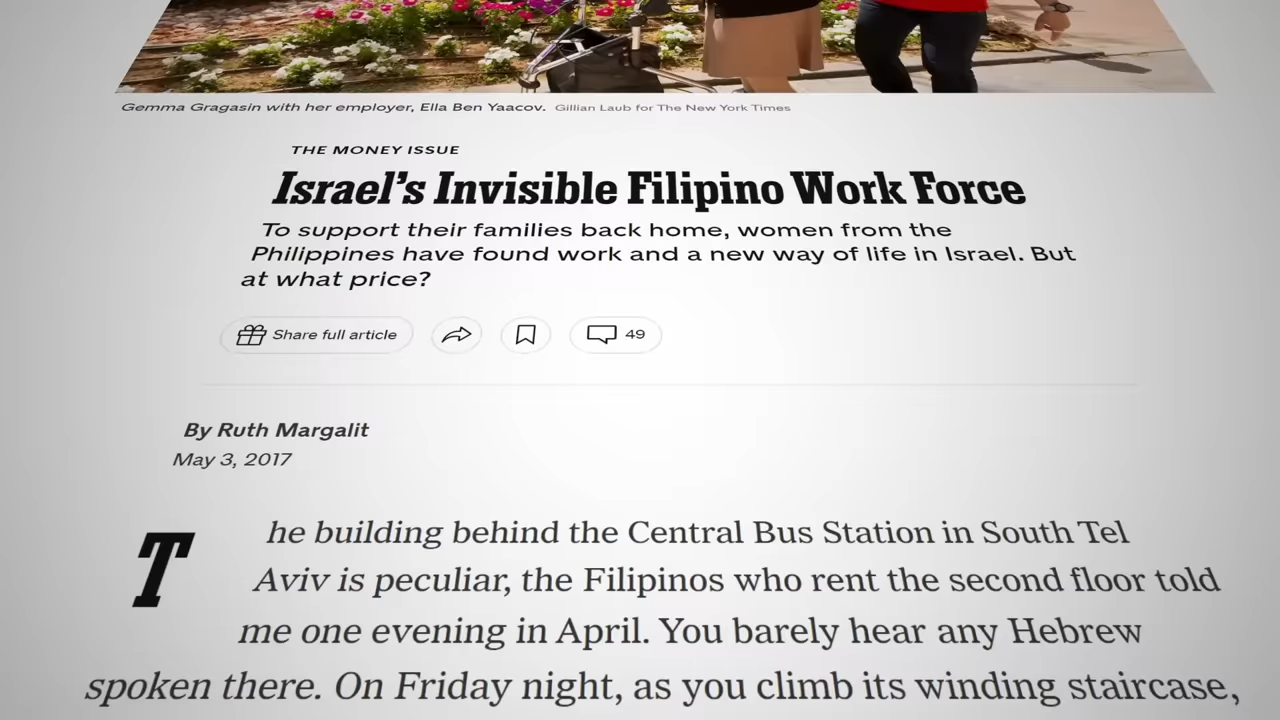 Gemma Gragasin with her employer, Ella Ben Yaacov. Gillian Laub for The New York Times
THE MONEY ISSUE
Israel's Invisible Filipino Work Force
To support their families back home, women from the
Philippines have found work and a new way of life in Israel. But
at what price?
Share full article
49
By Ruth Margalit
May 3, 2017
The building behind the Central Bus Station in South Tel
Aviv is peculiar, the Filipinos who rent the second floor told
me one evening in April. You barely hear any Hebrew
spoken there. On Friday night, as you climb its winding staircase,